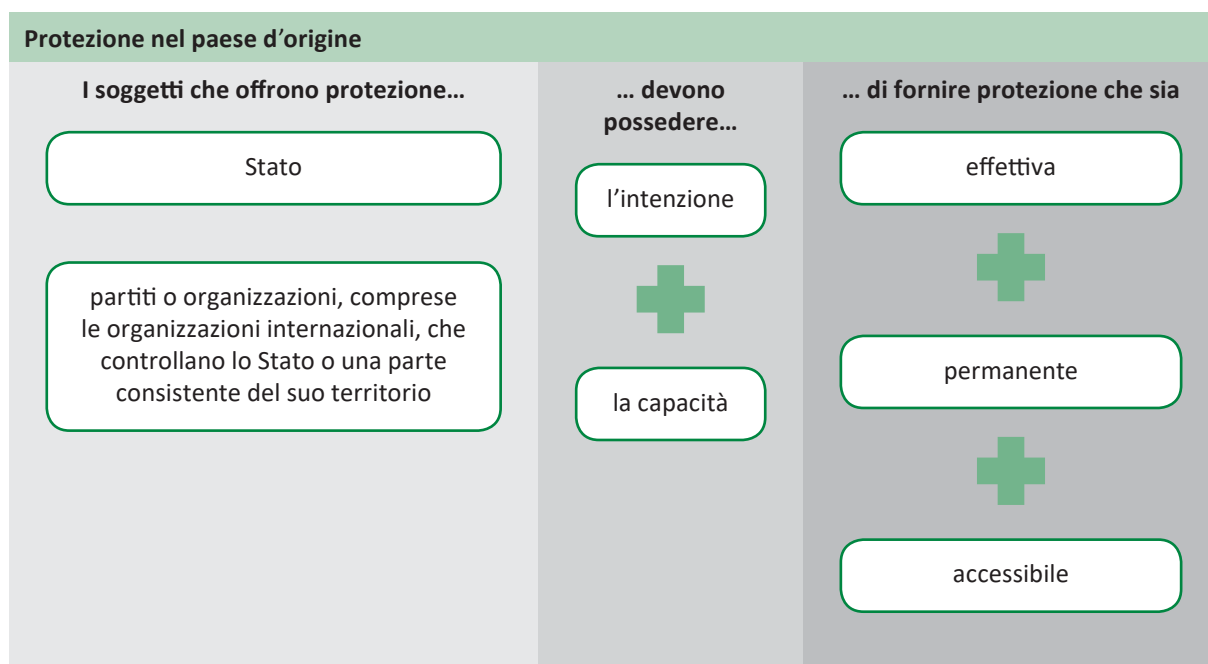 Protezione nel paese d’origine
I soggetti che offrono protezione…
Stato
partiti o organizzazioni, comprese
le organizzazioni internazionali, che
controllano lo Stato o una parte
consistente del suo territorio
… devono
possedere…
l’intenzione
la capacità
… di fornire protezione che sia
effettiva
permanente
accessibile